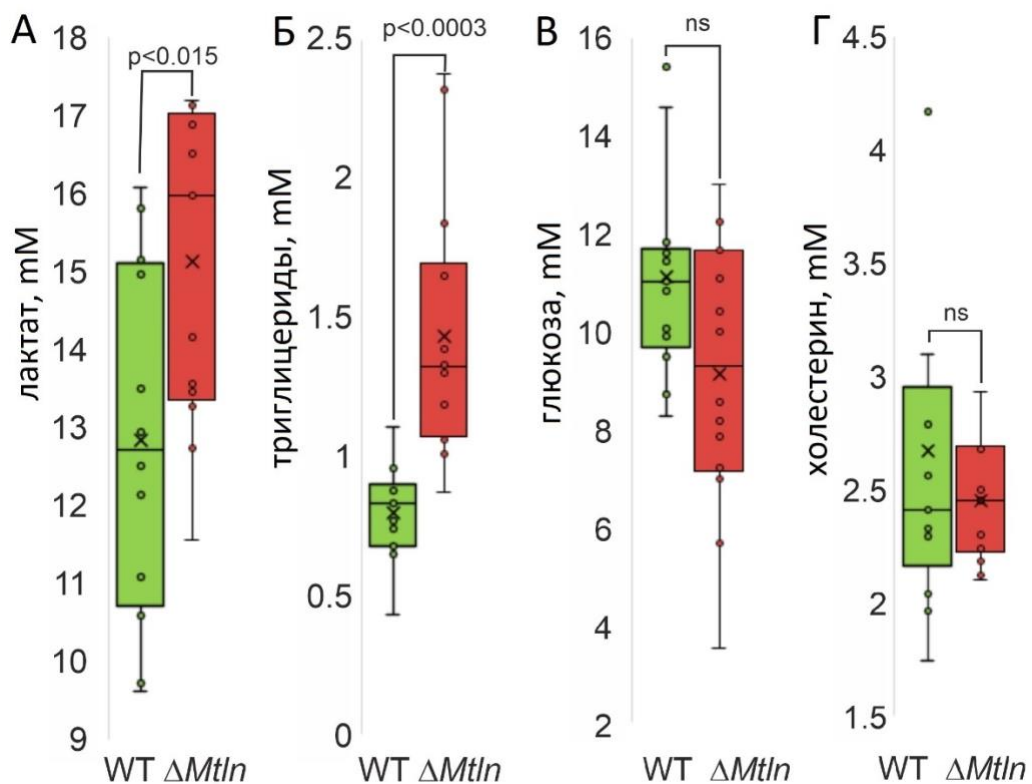 А
лактат, mM
18
17
16
15
14
13
12
11
10
9
p<0.015
WT ΔMtln
Б
триглицериды, mM
2.5
2
1.5
1
0.5
0
p<0.0003
WT ΔMtln
В
глюкоза, mM
16
14
12
10
8
6
4
2
ns
WT ΔMtln
Г
холестерин, mM
4.5
4
3.5
3
2.5
2
1.5
ns
WT ΔMtln